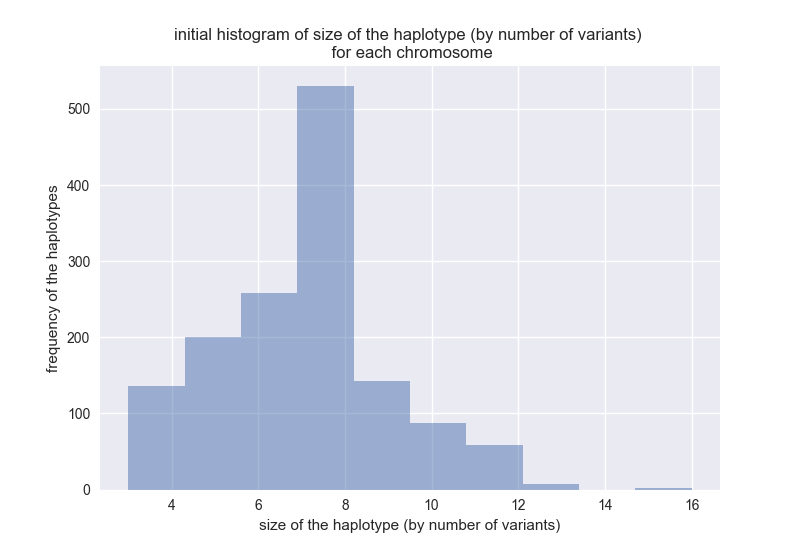 initial histogram of size of the haplotype (by number of variants)
for each chromosome
frequency of the haplotypes
500
400
300
200
100
0
4 6 8 10 12 14 16
size of the haplotype (by number of variants)